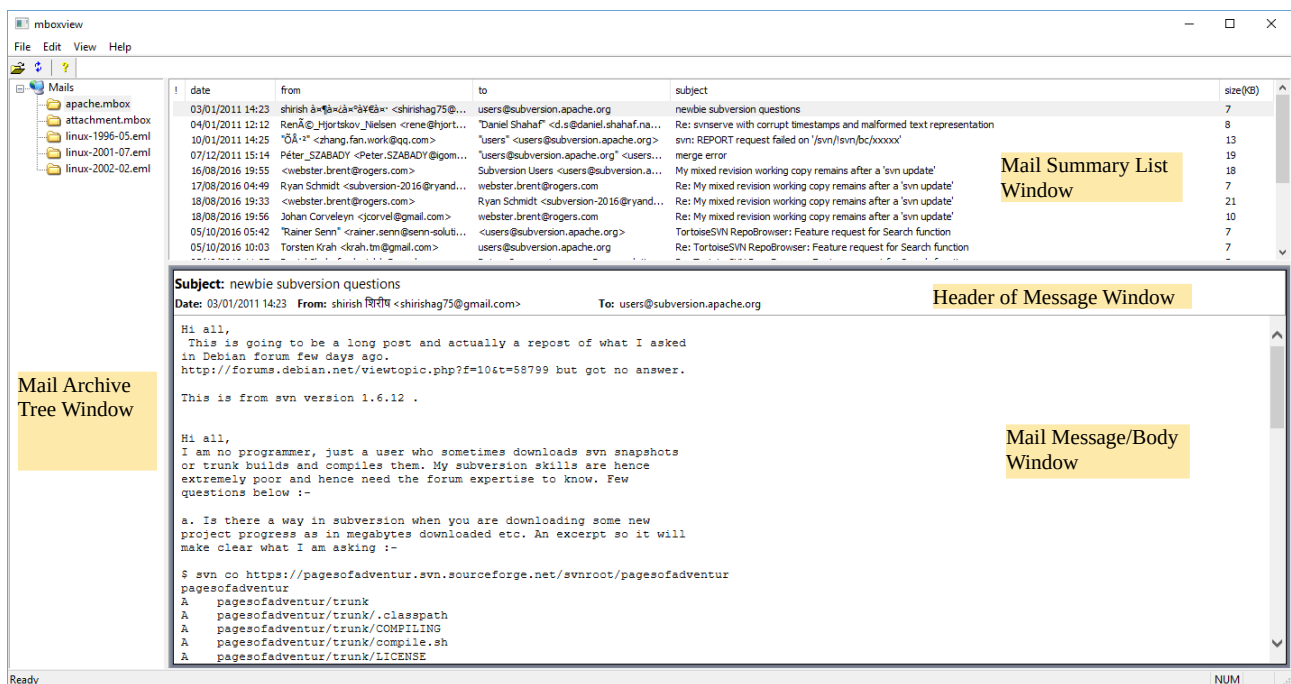 mboxview
File Edit View Help
Mails
apache.mbox
attachment.mbox
linux-1996-05.eml
linux-2001-07.eml
linux-2002-02.eml
! date from to subject size(KB)
03/01/2011 14:23 shirish शिरीष <shirishag75@... users@subversion.apache.org newbie subversion questions 7
04/01/2011 12:12 René_Hjortskov_Nielsen <rene@hjort... "Daniel Shahaf" <d.s@daniel.shahaf.na... Re: svnserve with corrupt timestamps and malformed text representation 8
10/01/2011 14:25 "ÕÅ·²" <zhang.fan.work@qq.com> "users" <users@subversion.apache.org> svn: REPORT request failed on '/svn/!svn/bc/xxxxx' 13
07/12/2011 15:14 Péter_SZABADY <Peter.SZABADY@igom... "users@subversion.apache.org" <users... merge error 19
16/08/2016 19:55 <webster.brent@rogers.com> Subversion Users <users@subversion.a... My mixed revision working copy remains after a 'svn update' 18
17/08/2016 04:49 Ryan Schmidt <subversion-2016@ryand... webster.brent@rogers.com Re: My mixed revision working copy remains after a 'svn update' 7
18/08/2016 19:33 <webster.brent@rogers.com> Ryan Schmidt <subversion-2016@ryand... Re: My mixed revision working copy remains after a 'svn update' 21
18/08/2016 19:56 Johan Corveleyn <jcorvel@gmail.com> webster.brent@rogers.com Re: My mixed revision working copy remains after a 'svn update' 10
05/10/2016 05:42 "Rainer Senn" <rainer.senn@senn-soluti... <users@subversion.apache.org> TortoiseSVN RepoBrowser: Feature request for Search function 7
05/10/2016 10:03 Torsten Krah <krah.tm@gmail.com> users@subversion.apache.org Re: TortoiseSVN RepoBrowser: Feature request for Search function 7
Mail Summary List
Window
Subject: newbie subversion questions
Date: 03/01/2011 14:23 From: shirish शिरीष <shirishag75@gmail.com> To: users@subversion.apache.org
Header of Message Window
Hi all,
This is going to be a long post and actually a repost of what I asked
in Debian forum few days ago.
http://forums.debian.net/viewtopic.php?f=10&t=58799 but got no answer.
This is from svn version 1.6.12 .
Hi all,
I am no programmer, just a user who sometimes downloads svn snapshots
or trunk builds and compiles them. My subversion skills are hence
extremely poor and hence need the forum expertise to know. Few
questions below :-
a. Is there a way in subversion when you are downloading some new
project progress as in megabytes downloaded etc. An excerpt so it will
make clear what I am asking :-
$ svn co https://pagesofadventur.svn.sourceforge.net/svnroot/pagesofadventur
pagesofadventur
A pagesofadventur/trunk
A pagesofadventur/trunk/.classpath
A pagesofadventur/trunk/COMPILING
A pagesofadventur/trunk/compile.sh
A pagesofadventur/trunk/LICENSE
Mail Archive
Tree Window
Mail Message/Body
Window
Ready NUM